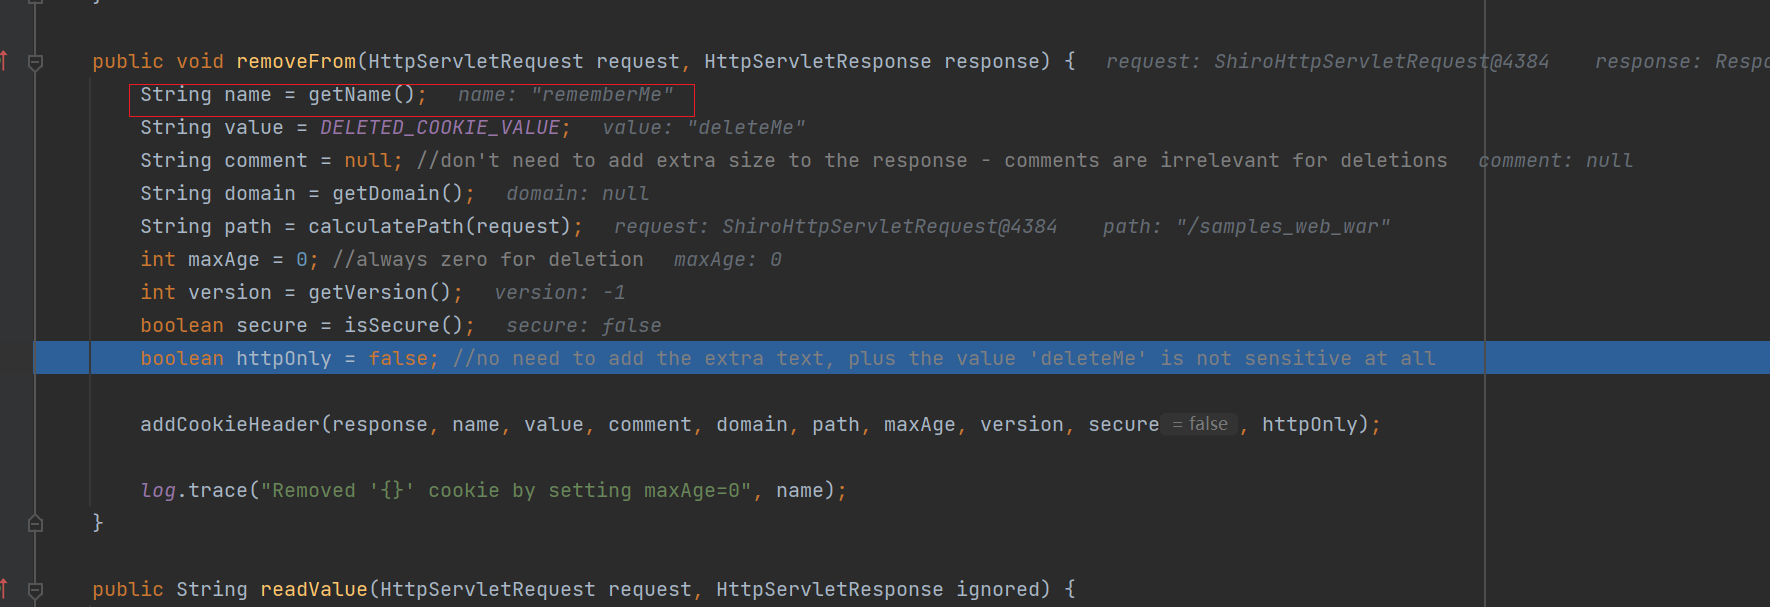 public void removeFrom(HttpServletRequest request, HttpServletResponse response) { request: ShiroHttpServletRequest@4384 response: Respo
String name = getName(); name: "rememberMe"
String value = DELETED_COOKIE_VALUE; value: "deleteMe"
String comment = null; //don't need to add extra size to the response - comments are irrelevant for deletions comment: null
String domain = getDomain(); domain: null
String path = calculatePath(request); request: ShiroHttpServletRequest@4384 path: "/samples_web_war"
int maxAge = 0; //always zero for deletion maxAge: 0
int version = getVersion(); version: -1
boolean secure = isSecure(); secure: false
boolean httpOnly = false; //no need to add the extra text, plus the value 'deleteMe' is not sensitive at all
addCookieHeader(response, name, value, comment, domain, path, maxAge, version, secure = false , httpOnly);
log.trace("Removed '{}' cookie by setting maxAge=0", name);
}
public String readValue(HttpServletRequest request, HttpServletResponse ignored) {